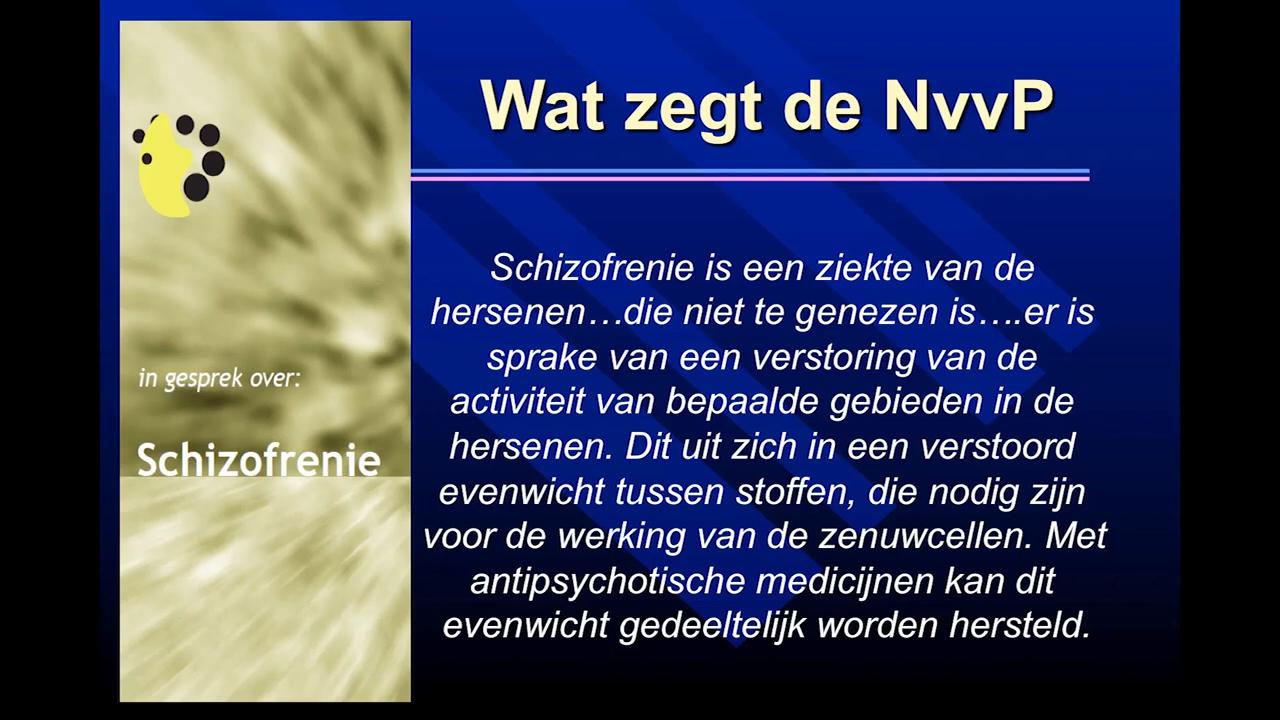 Wat zegt de NvvP
in gesprek over:
Schizofrenie
Schizofrenie is een ziekte van de
hersenen…die niet te genezen is….er is
sprake van een verstoring van de
activiteit van bepaalde gebieden in de
hersenen. Dit uit zich in een verstoord
evenwicht tussen stoffen, die nodig zijn
voor de werking van de zenuwcellen. Met
antipsychotische medicijnen kan dit
evenwicht gedeeltelijk worden hersteld.